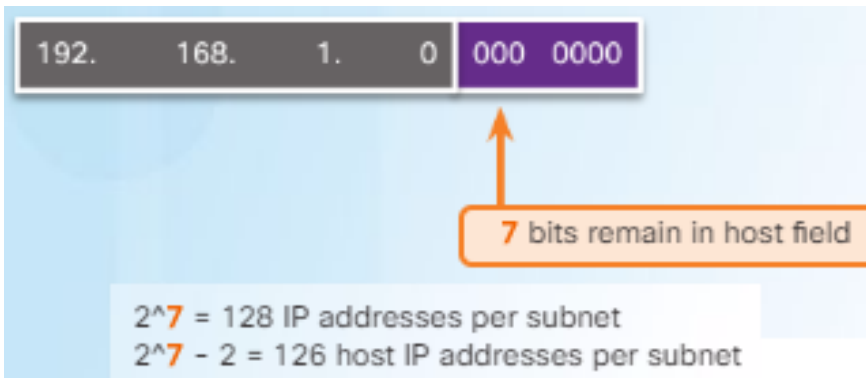 192. 168. 1. 0 000 0000
7 bits remain in host field
2^7 = 128 IP addresses per subnet
2^7 - 2 = 126 host IP addresses per subnet